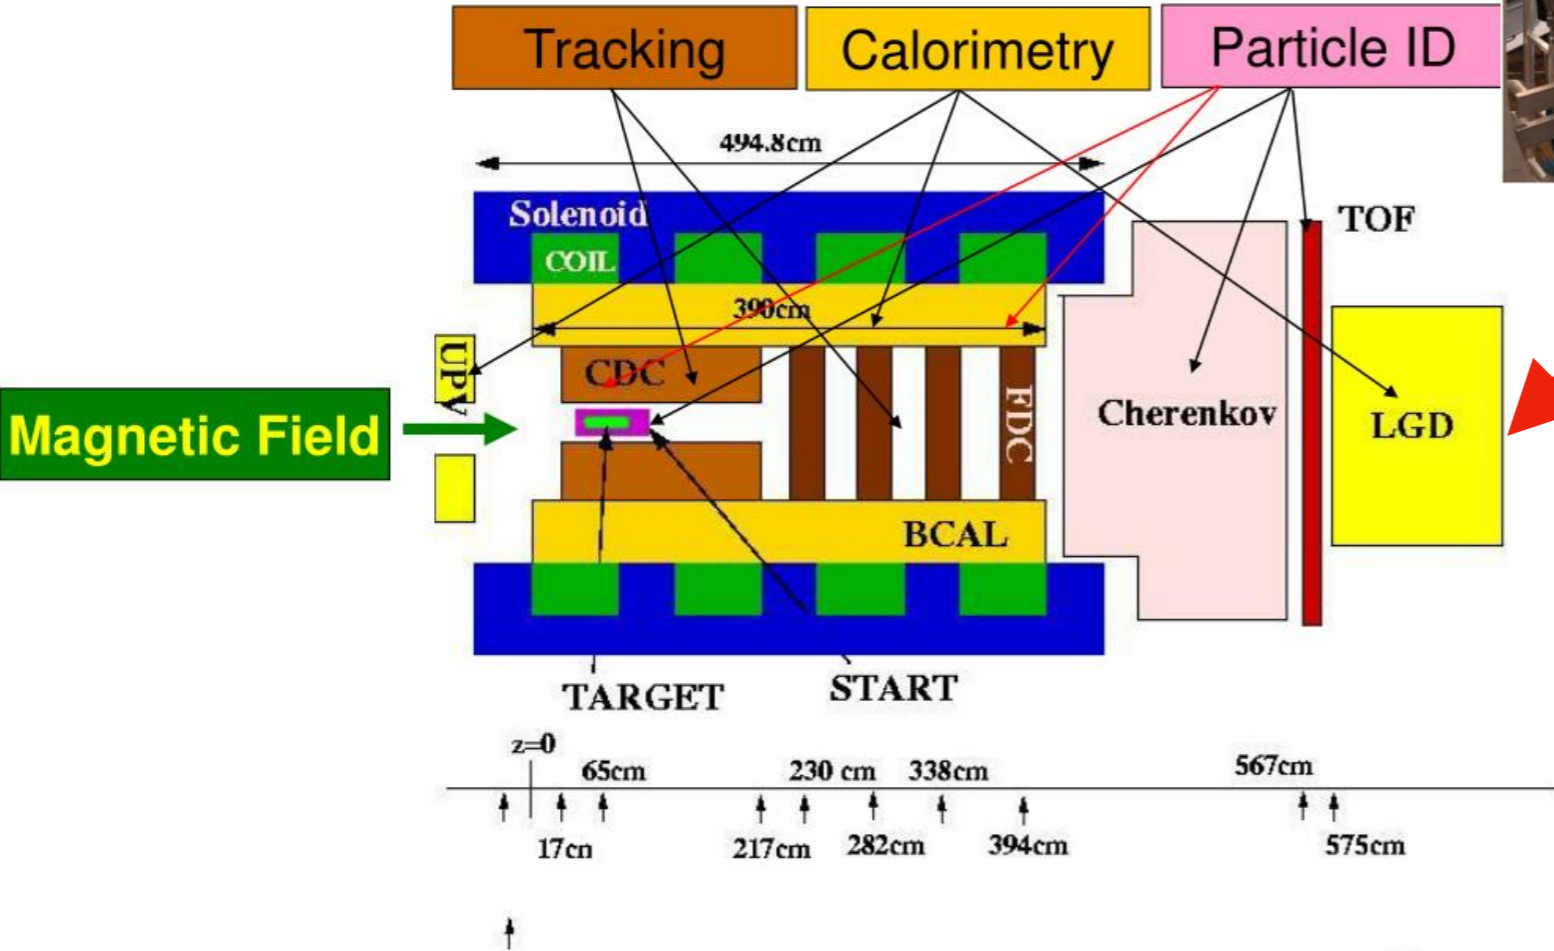 Tracking
Calorimetry
Particle ID
494.8cm
Solenoid
TOF
COIL
390cm
UPV
CDC
FDC
Cherenkov
LGD
Magnetic Field
BCAL
TARGET
START
z=0
65cm
230 cm
338cm
567cm
17cn
217cm
282cm
394cm
575cm